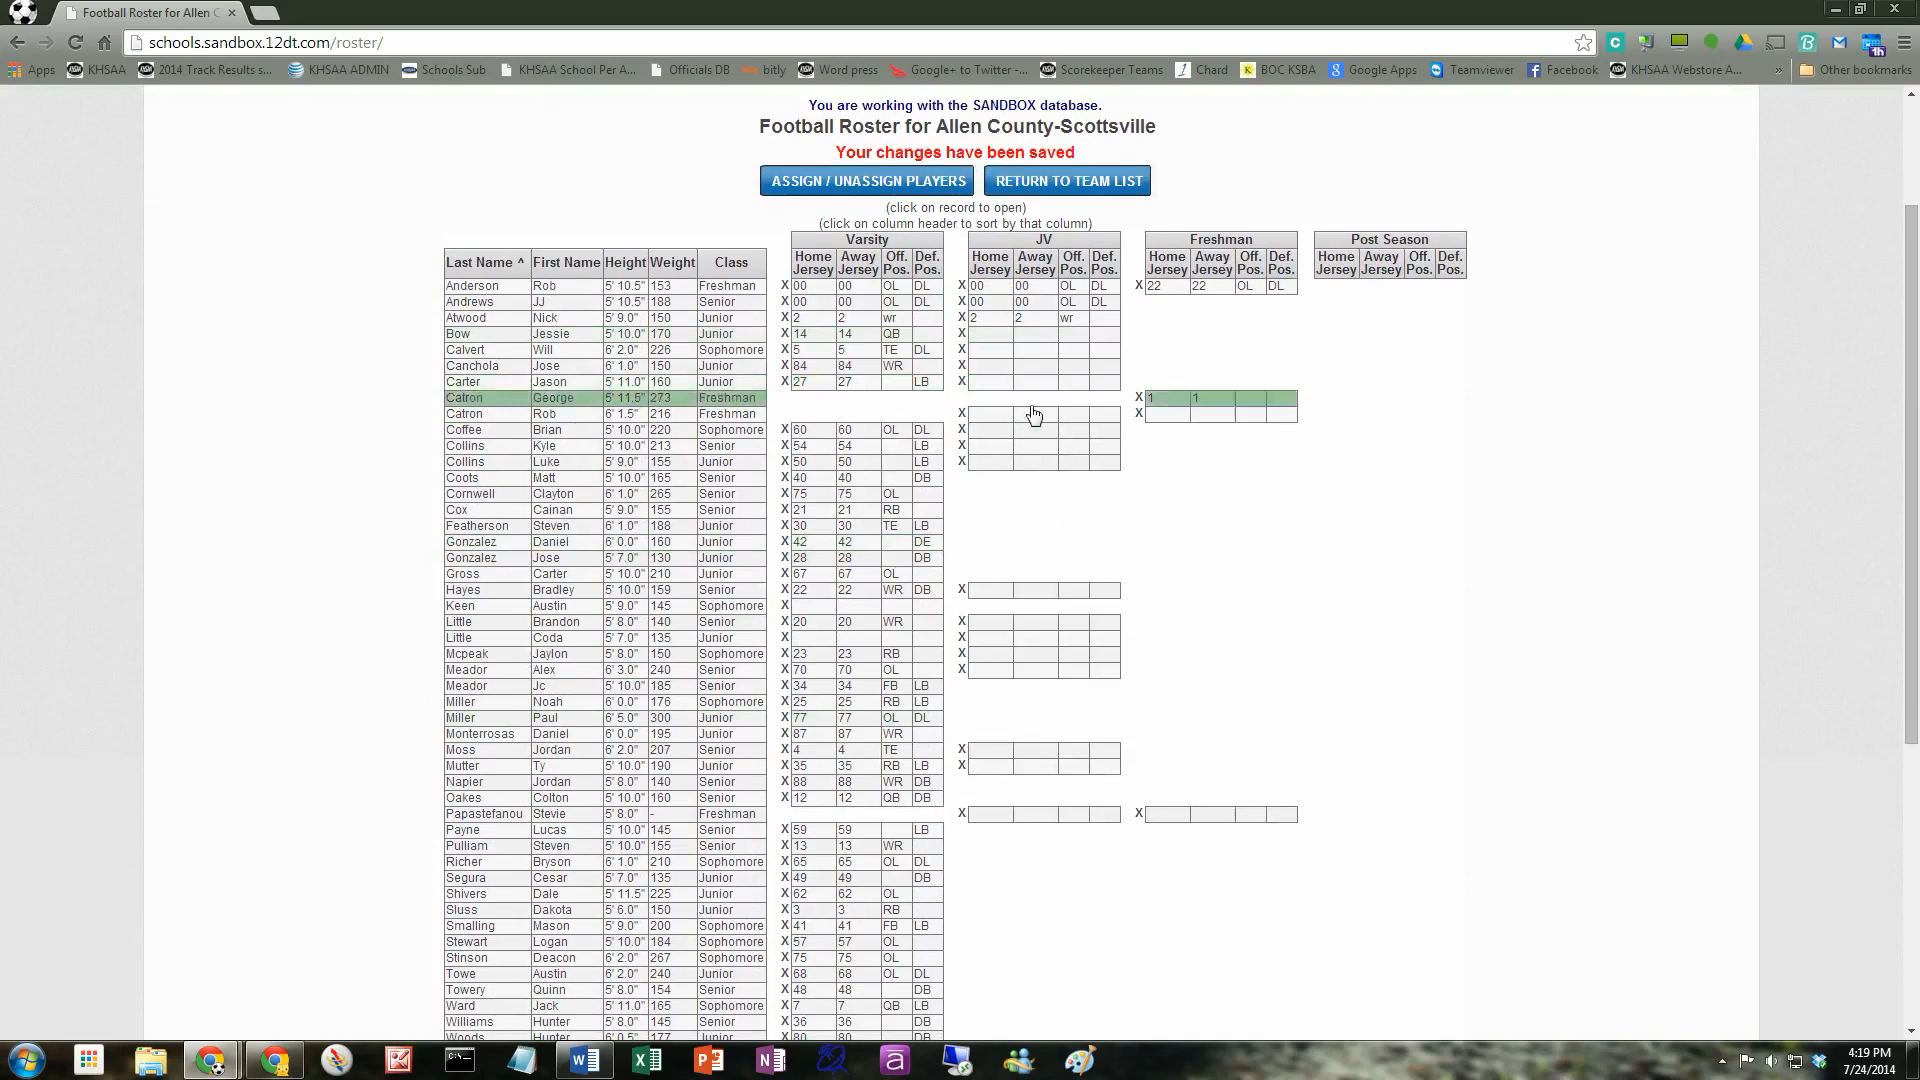 Football Roster for Allen C
schools.sandbox.12dt.com/roster/
Apps KHSAA 2014 Track Results s... KHSAA ADMIN Schools Sub KHSAA School Per A... Officials DB bitly Word press Google+ to Twitter -... Scorekeeper Teams Chard BOC KSBA Google Apps Teamviewer Facebook KHSAA Webstore A... » Other bookmarks
You are working with the SANDBOX database.
Football Roster for Allen County-Scottsville
Your changes have been saved
ASSIGN / UNASSIGN PLAYERS RETURN TO TEAM LIST
(click on record to open)
(click on column header to sort by that column)
Varsity JV Freshman Post Season
Last Name ^ First Name Height Weight Class Home Jersey Away Jersey Off. Pos. Def. Pos. Home Jersey Away Jersey Off. Pos. Def. Pos. Home Jersey Away Jersey Off. Pos. Def. Pos. Home Jersey Away Jersey Off. Pos. Def. Pos.
Anderson Rob 5' 10.5" 153 Freshman X 00 00 OL DL X 00 00 OL DL X 22 22 OL DL
Andrews JJ 5' 10.5" 188 Senior X 00 00 OL DL X 00 00 OL DL
Atwood Nick 5' 9.0" 150 Junior X 2 2 wr X 2 2 wr
Bow Jessie 5' 10.0" 170 Junior X 14 14 QB X
Calvert Will 6' 2.0" 226 Sophomore X 5 5 TE DL X
Canchola Jose 6' 1.0" 150 Junior X 84 84 WR X
Carter Jason 5' 11.0" 160 Junior X 27 27 LB X
Catron George 5' 11.5" 273 Freshman X 1 1
Catron Rob 6' 1.5" 216 Freshman X X
Coffee Brian 5' 10.0" 220 Sophomore X 60 60 OL DL X
Collins Kyle 5' 10.0" 213 Senior X 54 54 LB X
Collins Luke 5' 9.0" 155 Junior X 50 50 LB X
Coots Matt 5' 10.0" 165 Senior X 40 40 DB
Cornwell Clayton 6' 1.0" 265 Senior X 75 75 OL
Cox Cainan 5' 9.0" 155 Senior X 21 21 RB
Featherson Steven 6' 1.0" 188 Junior X 30 30 TE LB
Gonzalez Daniel 6' 0.0" 160 Junior X 42 42 DE
Gonzalez Jose 5' 7.0" 130 Junior X 28 28 DB
Gross Carter 5' 10.0" 210 Junior X 67 67 OL
Hayes Bradley 5' 10.0" 159 Senior X 22 22 WR DB X
Keen Austin 5' 9.0" 145 Sophomore X
Little Brandon 5' 8.0" 140 Senior X 20 20 WR X
Little Coda 5' 7.0" 135 Junior X X
Mcpeak Jaylon 5' 8.0" 150 Sophomore X 23 23 RB X
Meador Alex 6' 3.0" 240 Senior X 70 70 OL X
Meador Jc 5' 10.0" 185 Senior X 34 34 FB LB
Miller Noah 6' 0.0" 176 Sophomore X 25 25 RB LB
Miller Paul 6' 5.0" 300 Junior X 77 77 OL DL
Monterrosas Daniel 6' 0.0" 195 Junior X 87 87 WR
Moss Jordan 6' 2.0" 207 Senior X 4 4 TE X
Mutter Ty 5' 10.0" 190 Junior X 35 35 RB LB X
Napier Jordan 5' 8.0" 140 Senior X 88 88 WR DB
Oakes Colton 5' 10.0" 160 Senior X 12 12 QB DB
Papastefanou Stevie 5' 8.0" - Freshman X X
Payne Lucas 5' 10.0" 145 Senior X 59 59 LB
Pulliam Steven 5' 10.0" 155 Senior X 13 13 WR
Richer Bryson 6' 1.0" 210 Sophomore X 65 65 OL DL
Segura Cesar 5' 7.0" 135 Junior X 49 49 DB
Shivers Dale 5' 11.5" 225 Junior X 62 62 OL
Sluss Dakota 5' 6.0" 150 Junior X 3 3 RB
Smalling Mason 5' 9.0" 200 Sophomore X 41 41 FB LB
Stewart Logan 5' 10.0" 184 Sophomore X 57 57 OL
Stinson Deacon 6' 2.0" 267 Sophomore X 75 75 OL
Towe Austin 6' 2.0" 240 Junior X 68 68 OL DL
Towery Quinn 5' 8.0" 154 Senior X 48 48 DB
Ward Jack 5' 11.0" 165 Sophomore X 7 7 QB LB
Williams Hunter 5' 8.0" 145 Senior X 36 36 DB
Woods Hunter 6' 0.5" 177 Junior X 80 80 DB
4:19 PM
7/24/2014